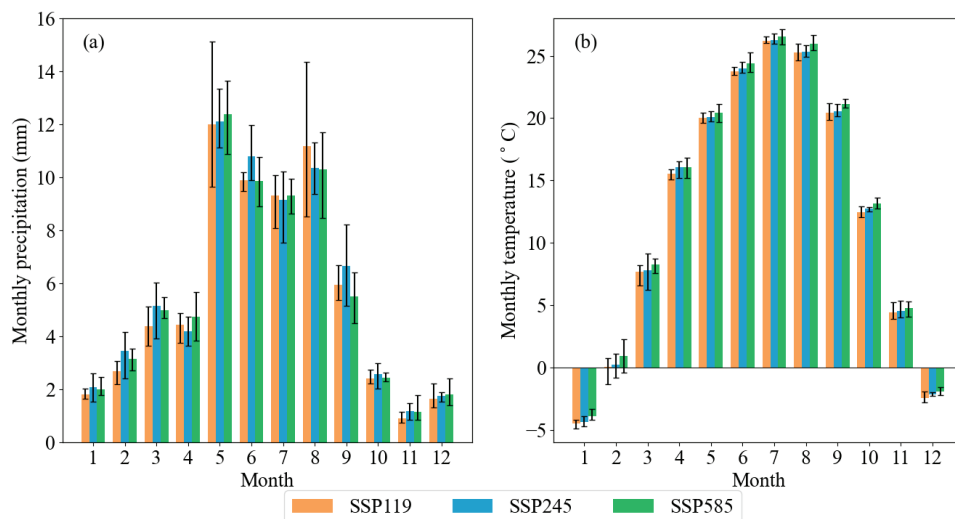 (a)
Monthly precipitation (mm)
16
14
12
10
8
6
4
2
0
1 2 3 4 5 6 7 8 9 10 11 12
Month
(b)
Monthly temperature (°C)
25
20
15
10
5
0
−5
1 2 3 4 5 6 7 8 9 10 11 12
Month
SSP119 SSP245 SSP585